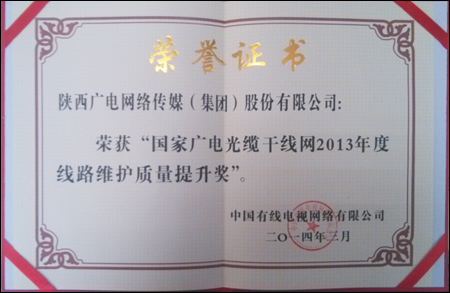 荣誉证书
陕西广电网络传媒（集团）股份有限公司：
荣获“国家广电光缆干线网2013年度
线路维护质量提升奖”。
中国有线电视网络有限公司
二〇一四年三月